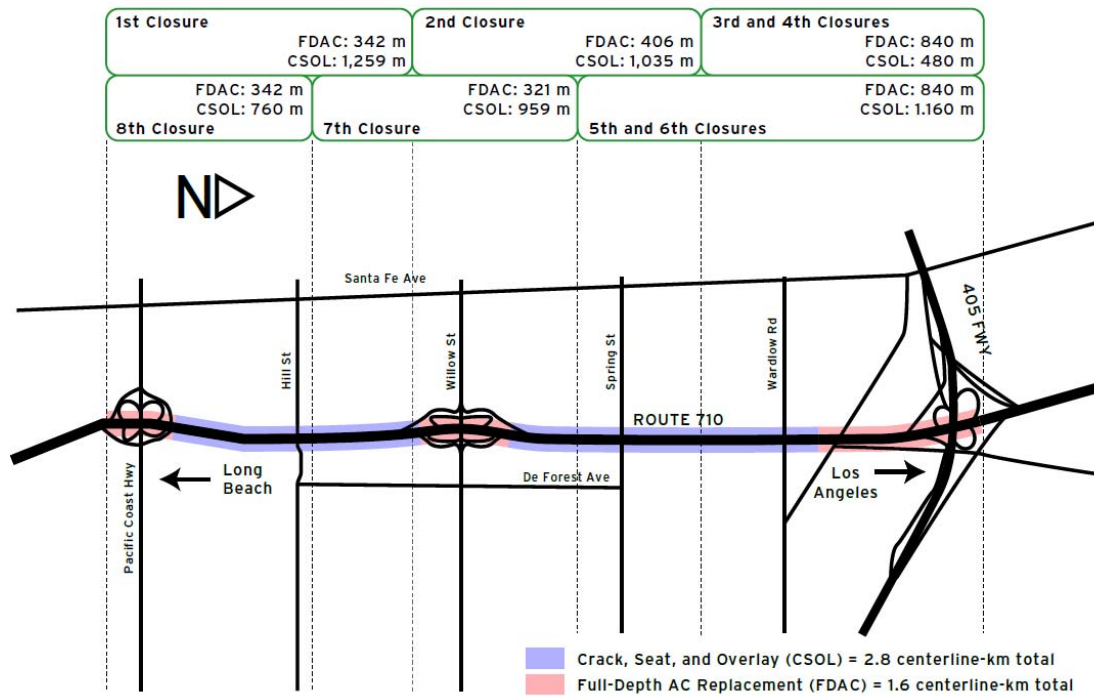 1st Closure
FDAC: 342 m
CSOL: 1,259 m
2nd Closure
FDAC: 406 m
CSOL: 1,035 m
3rd and 4th Closures
FDAC: 840 m
CSOL: 480 m
FDAC: 342 m
CSOL: 760 m
8th Closure
FDAC: 321 m
CSOL: 959 m
7th Closure
FDAC: 840 m
CSOL: 1.160 m
5th and 6th Closures
N
Santa Fe Ave
405 FWY
Hill St
Willow St
Spring St
Wardlow Rd
ROUTE 710
Long
Beach
De Forest Ave
Los
Angeles
Pacific Coast Hwy
Crack, Seat, and Overlay (CSOL) = 2.8 centerline-km total
Full-Depth AC Replacement (FDAC) = 1.6 centerline-km total